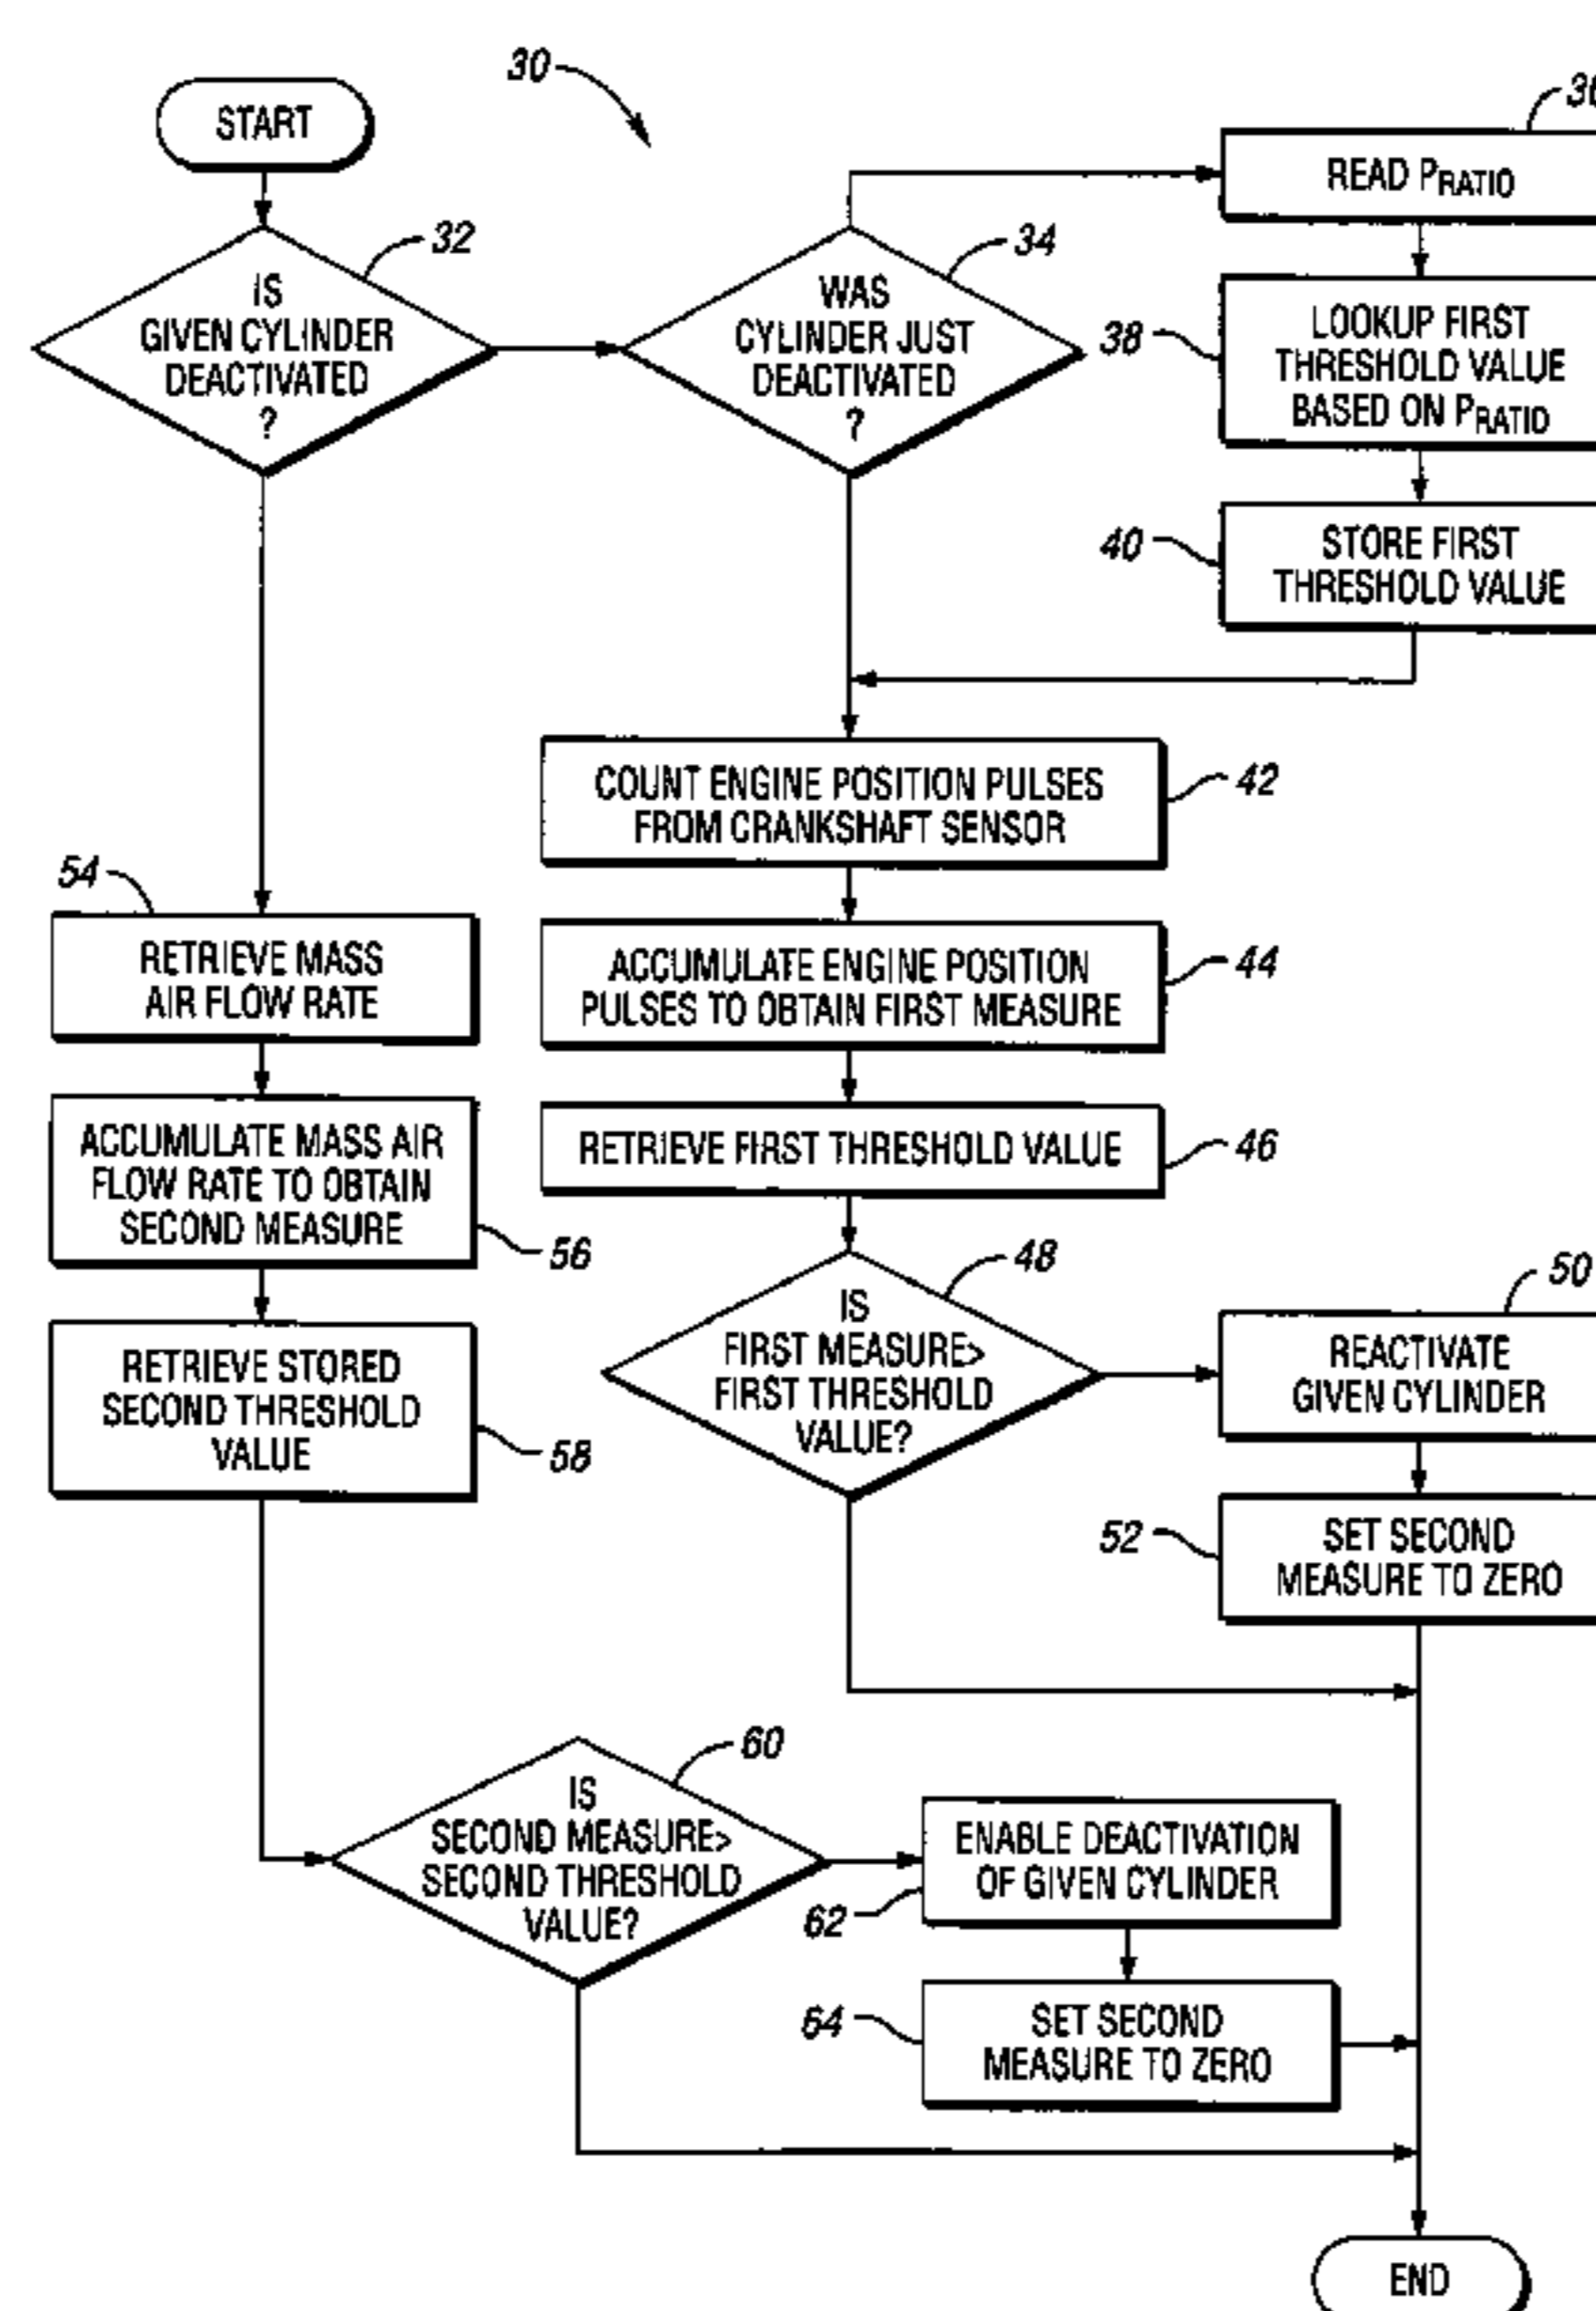 30
START
32
IS
GIVEN CYLINDER
DEACTIVATED
?
34
WAS
CYLINDER JUST
DEACTIVATED
?
READ PRATIO
38
LOOKUP FIRST
THRESHOLD VALUE
BASED ON PRATIO
40
STORE FIRST
THRESHOLD VALUE
COUNT ENGINE POSITION PULSES
FROM CRANKSHAFT SENSOR
42
ACCUMULATE ENGINE POSITION
PULSES TO OBTAIN FIRST MEASURE
44
RETRIEVE FIRST THRESHOLD VALUE
46
54
RETRIEVE MASS
AIR FLOW RATE
ACCUMULATE MASS AIR
FLOW RATE TO OBTAIN
SECOND MEASURE
56
RETRIEVE STORED
SECOND THRESHOLD
VALUE
58
48
IS
FIRST MEASURE>
FIRST THRESHOLD
VALUE?
50
REACTIVATE
GIVEN CYLINDER
52
SET SECOND
MEASURE TO ZERO
60
IS
SECOND MEASURE>
SECOND THRESHOLD
VALUE?
ENABLE DEACTIVATION
OF GIVEN CYLINDER
62
64
SET SECOND
MEASURE TO ZERO
END